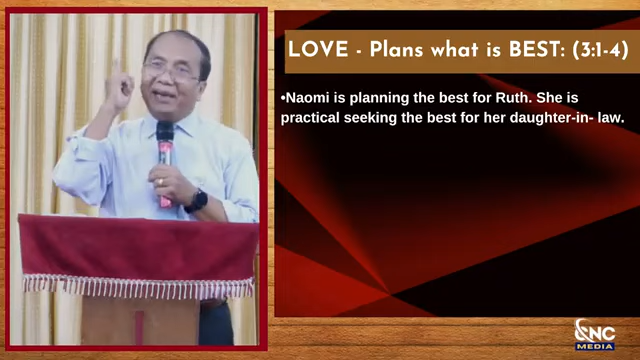 LOVE - Plans what is BEST: (3:1-4)
•Naomi is planning the best for Ruth. She is
practical seeking the best for her daughter-in- law.
NC
MEDIA